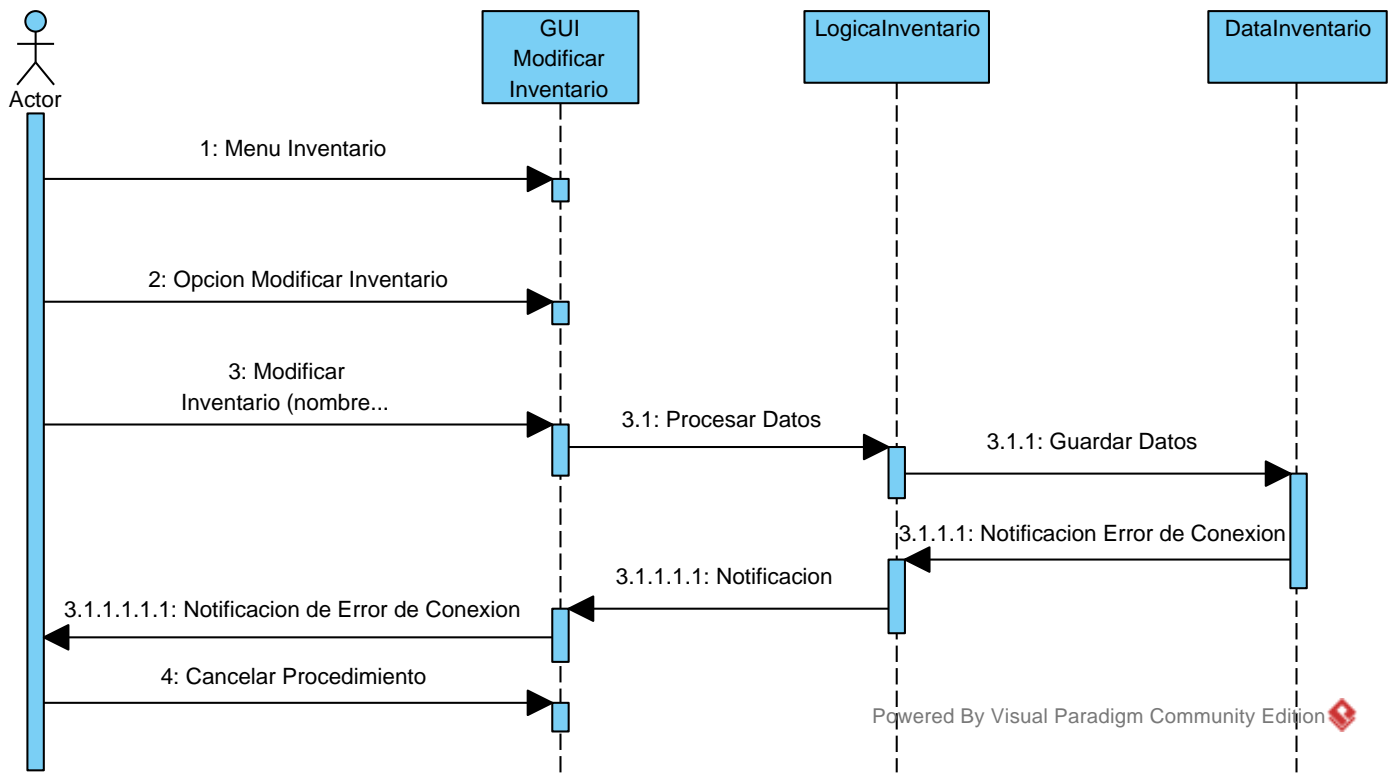 Actor
GUI
Modificar
Inventario
LogicaInventario
DataInventario
1: Menu Inventario
2: Opcion Modificar Inventario
3: Modificar
Inventario (nombre...
3.1: Procesar Datos
3.1.1: Guardar Datos
3.1.1.1: Notificacion Error de Conexion
3.1.1.1.1: Notificacion
3.1.1.1.1.1: Notificacion de Error de Conexion
4: Cancelar Procedimiento
Powered By Visual Paradigm Community Edition